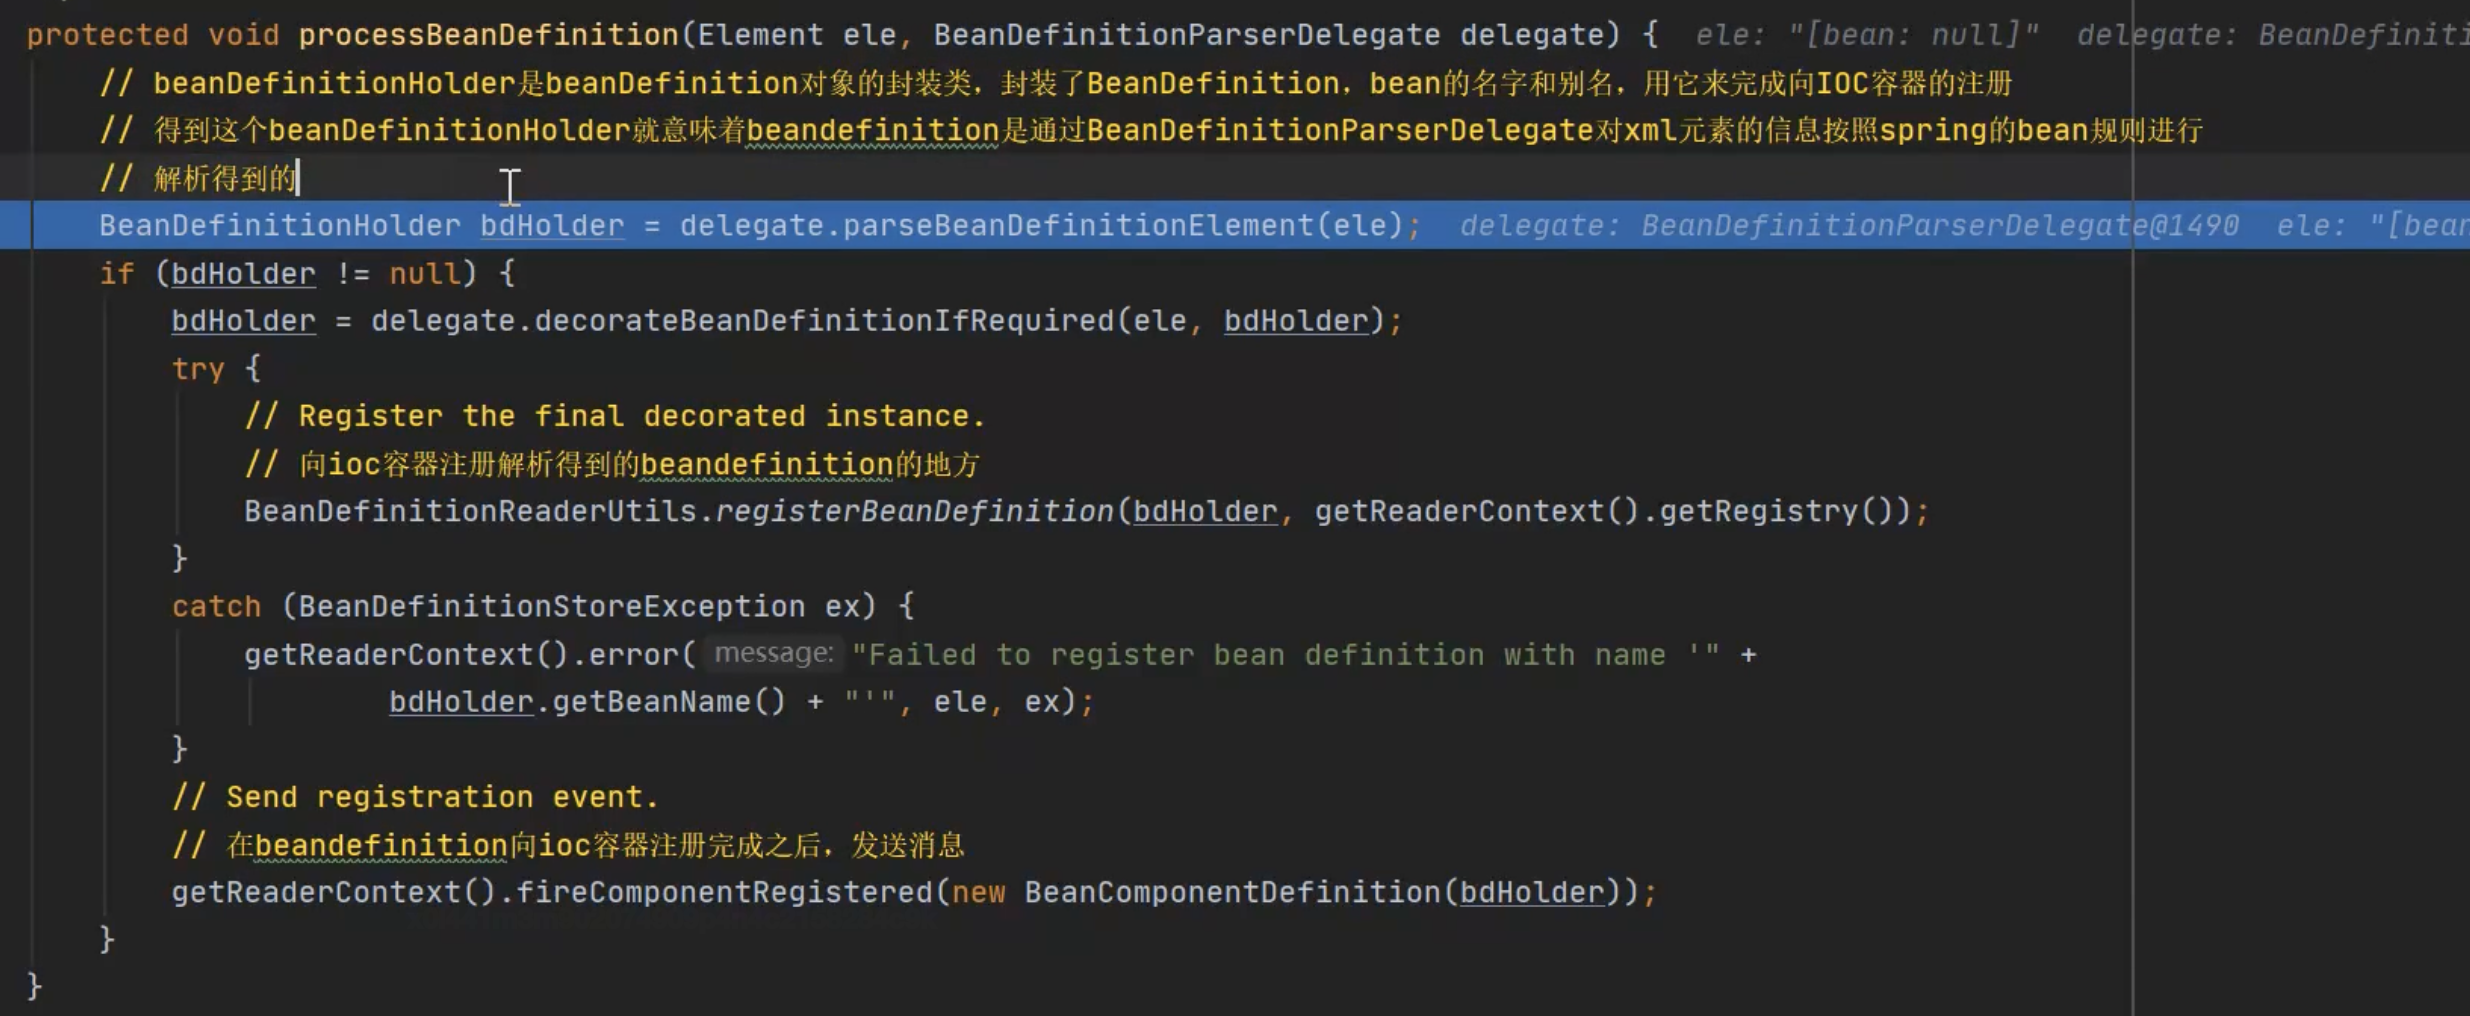 protected void processBeanDefinition(Element ele, BeanDefinitionParserDelegate delegate) {  ele: "[bean: null]"  delegate: BeanDefiniti
// beanDefinitionHolder是beanDefinition对象的封装类，封装了BeanDefinition，bean的名字和别名，用它来完成向IOC容器的注册
// 得到这个beanDefinitionHolder就意味着beandefinition是通过BeanDefinitionParserDelegate对xml元素的信息按照spring的bean规则进行
// 解析得到的
BeanDefinitionHolder bdHolder = delegate.parseBeanDefinitionElement(ele);  delegate: BeanDefinitionParserDelegate@1490  ele: "[bean
if (bdHolder != null) {
bdHolder = delegate.decorateBeanDefinitionIfRequired(ele, bdHolder);
try {
// Register the final decorated instance.
// 向ioc容器注册解析得到的beandefinition的地方
BeanDefinitionReaderUtils.registerBeanDefinition(bdHolder, getReaderContext().getRegistry());
}
catch (BeanDefinitionStoreException ex) {
getReaderContext().error( message: "Failed to register bean definition with name '" +
bdHolder.getBeanName() + "'", ele, ex);
}
// Send registration event.
// 在beandefinition向ioc容器注册完成之后，发送消息
getReaderContext().fireComponentRegistered(new BeanComponentDefinition(bdHolder));
}
}